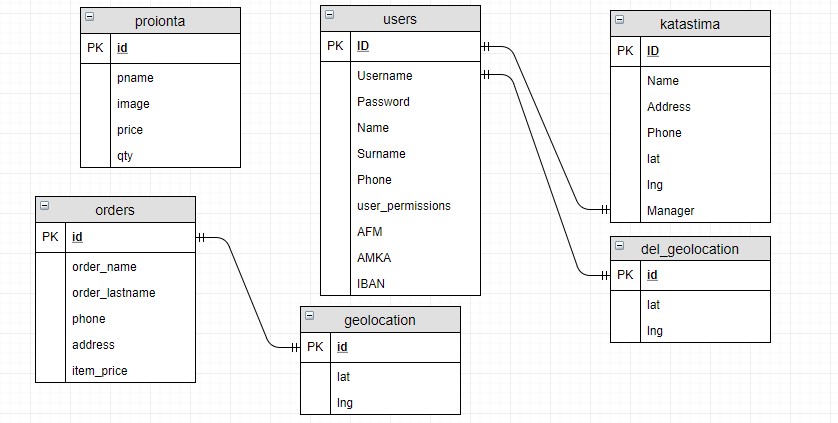 proionta
PK id
pname
image
price
qty
users
PK ID
Username
Password
Name
Surname
Phone
user_permissions
AFM
AMKA
IBAN
katastima
PK ID
Name
Address
Phone
lat
lng
Manager
orders
PK id
order_name
order_lastname
phone
address
item_price
geolocation
PK id
lat
lng
del_geolocation
PK id
lat
lng